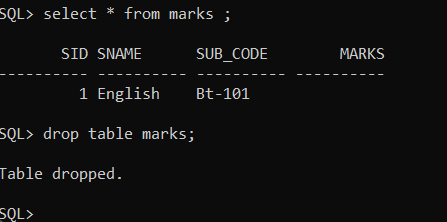 SQL> select * from marks ;
       SID SNAME      SUB_CODE        MARKS
---------- ---------- ---------- ----------
         1 English    Bt-101
SQL> drop table marks;
Table dropped.
SQL>